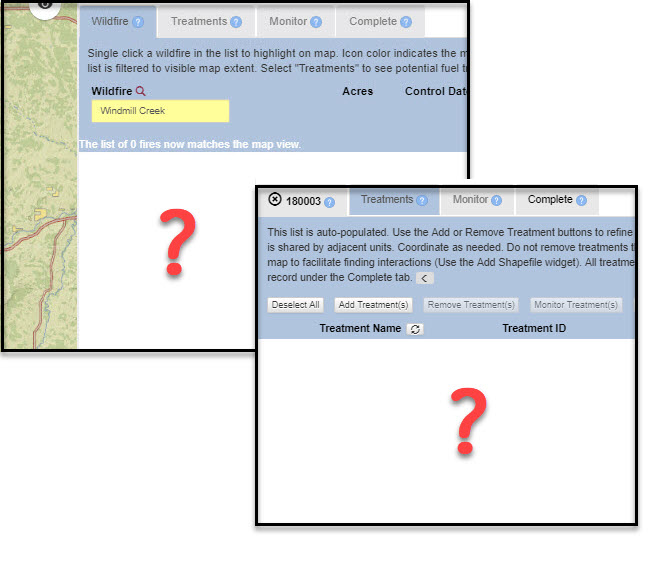 Wildfire ? Treatments ? Monitor ? Complete ?
Single click a wildfire in the list to highlight on map. Icon color indicates the m
list is filtered to visible map extent. Select "Treatments" to see potential fuel t
Wildfire Acres Control Dat
Windmill Creek
The list of 0 fires now matches the map view.
?
180003 ? Treatments ? Monitor ? Complete ?
This list is auto-populated. Use the Add or Remove Treatment buttons to refine
is shared by adjacent units. Coordinate as needed. Do not remove treatments t
map to facilitate finding interactions (Use the Add Shapefile widget). All treatme
record under the Complete tab. <
Deselect All Add Treatment(s) Remove Treatment(s) Monitor Treatment(s)
Treatment Name Treatment ID
?